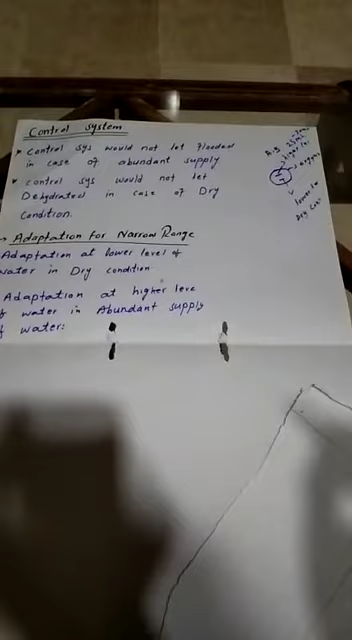 Control system
control sys would not let flooded
in case of abundant supply
control sys would not let
Dehydrated in case of Dry
Condition.
Adaptation for Narrow Range
Adaptation at lower level of
water in Dry condition
Adaptation at higher leve
of water in Abundant supply
of water: